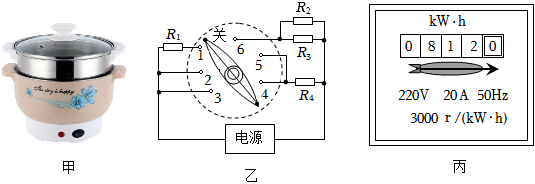 The day is happy
甲
关
R₁
R₂
R₃
R₄
1
2
3
4
5
6
电源
乙
kW·h
0 8 1 2 0
220V 20A 50Hz
3000 r/(kW·h)
丙